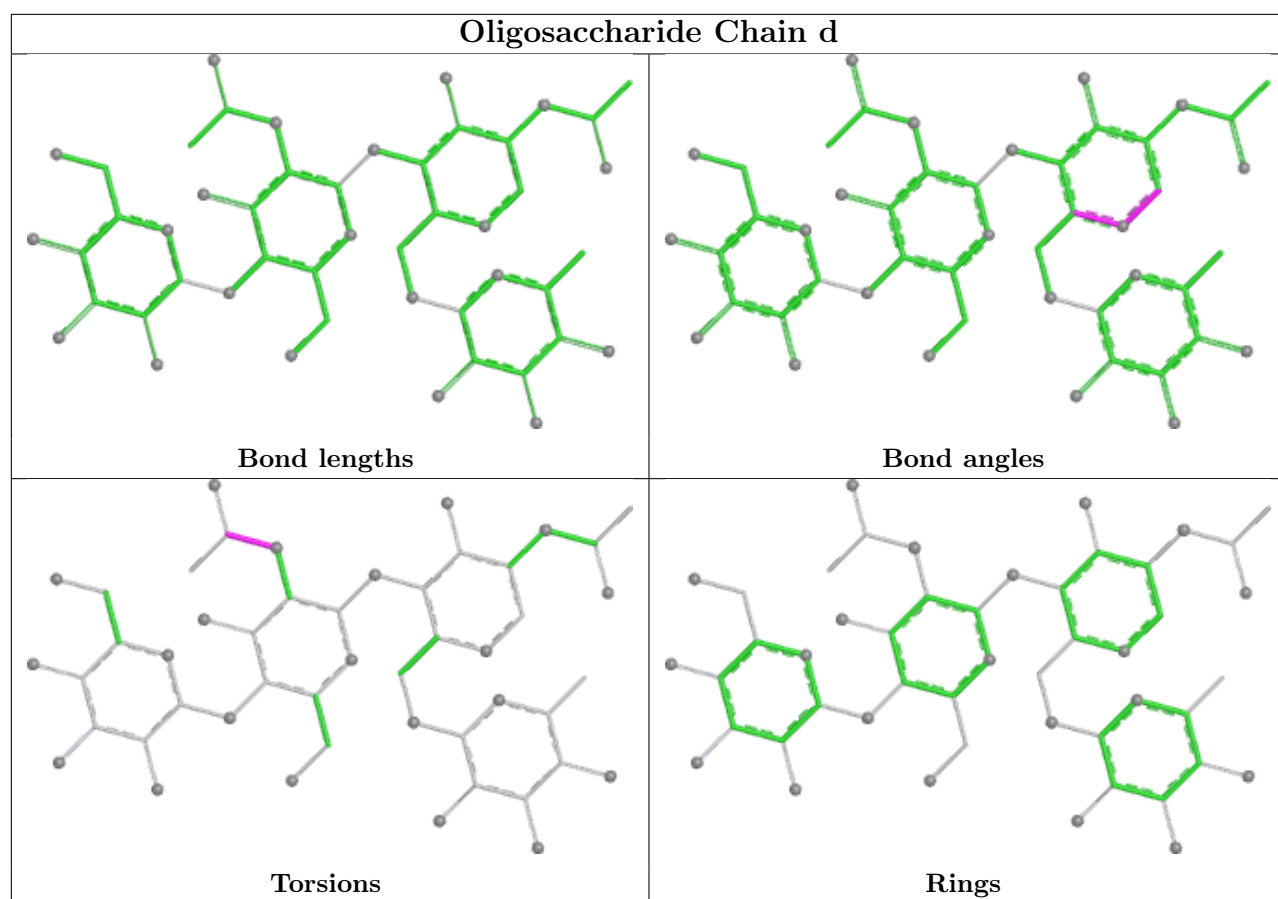 Oligosaccharide Chain d
Bond lengths
Bond angles
Torsions
Rings